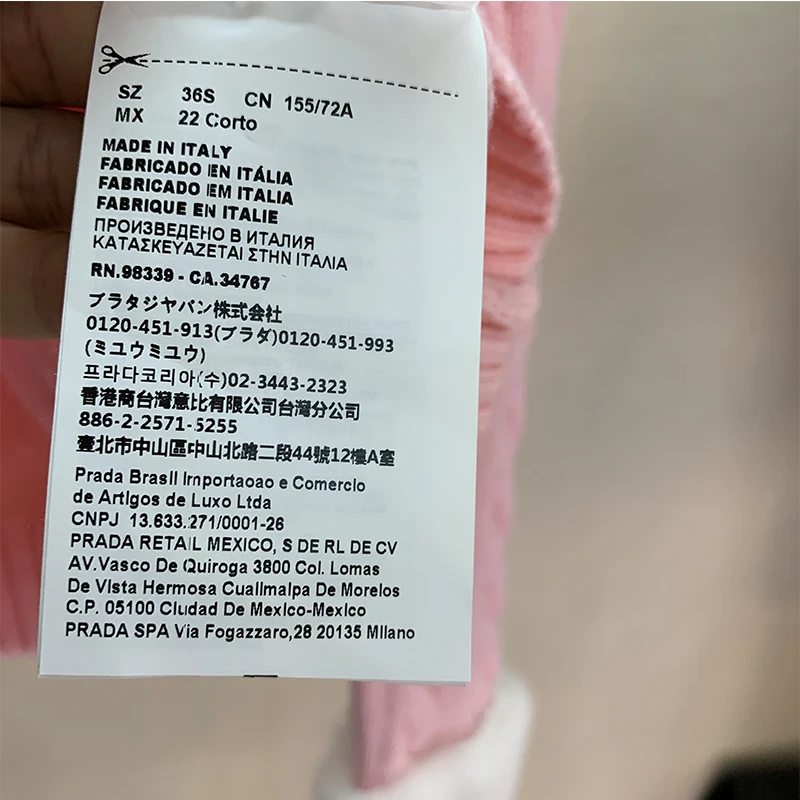 SZ 36S CN 155/72A
MX 22 Corto
MADE IN ITALY
FABRICADO EN ITÁLIA
FABRICADO EM ITALIA
FABRIQUE EN ITALIE
ПРОИЗВЕДЕНО В ИТАЛИЯ
ΚΑΤΑΣΚΕΥΑΖΕΤΑΙ ΣΤΗΝ ΙΤΑΛΙΑ
RN.98339 - CA.34767
プラタジヤパン株式会社
0120-451-913(プラダ)0120-451-993
(ミユウミユウ)
프라다코리아(수)02-3443-2323
香港商台灣意比有限公司台灣分公司
886-2-2571-5255
臺北市中山區中山北路二段44號12樓A室
Prada Brasil Importaoao e Comercio
de Artigos de Luxo Ltda
CNPJ 13.633.271/0001-26
PRADA RETAIL MEXICO, S DE RL DE CV
AV.Vasco De Quiroga 3800 Col. Lomas
De Vista Hermosa Cuallmalpa De Morelos
C.P. 05100 Ciudad De Mexico-Mexico
PRADA SPA Via Fogazzaro,28 20135 Milano